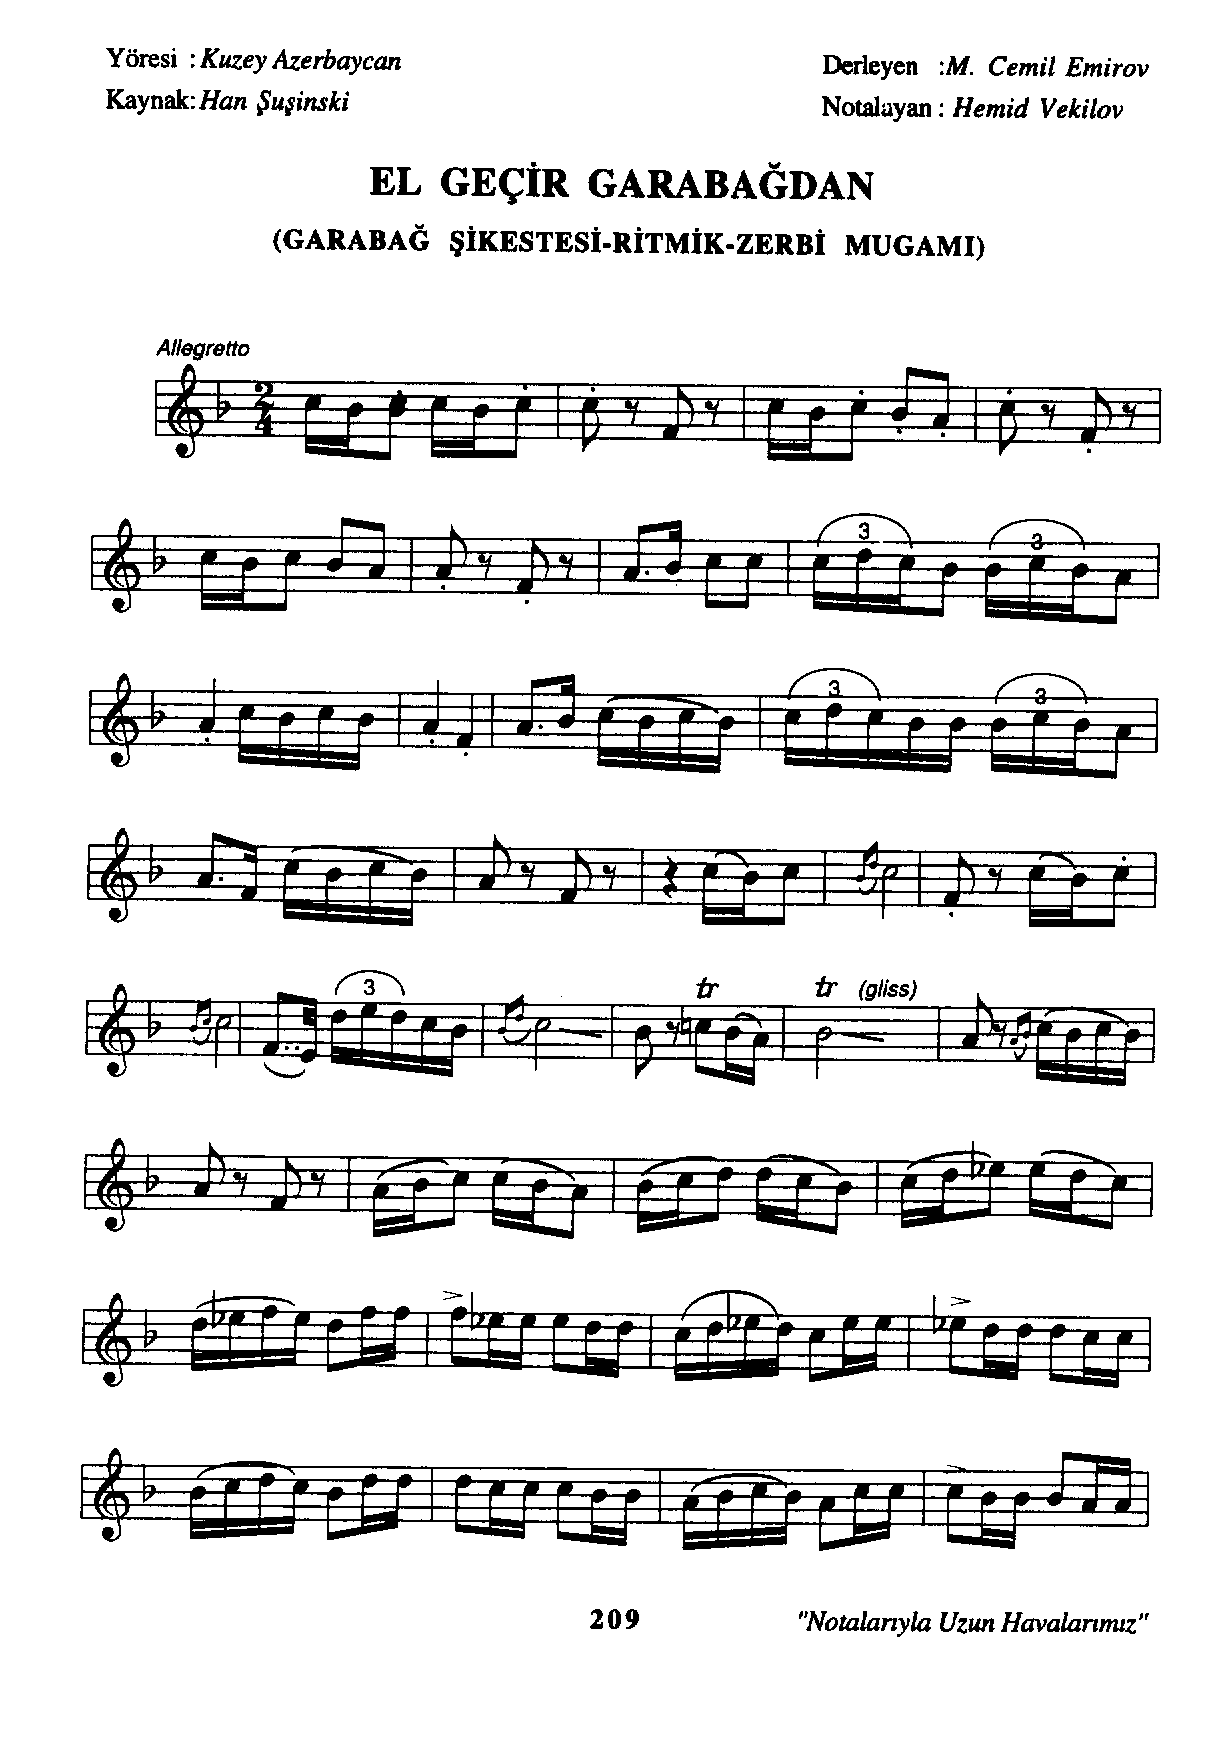 Yöresi : Kuzey Azerbaycan
Kaynak: Han Şuşinski
Derleyen : M. Cemil Emirov
Notalayan : Hemid Vekilov
EL GEÇİR GARABAĞDAN
(GARABAĞ ŞİKESTESİ-RİTMİK-ZERBİ MUGAMI)
Allegretto
2
4
3 3
3 3
3 tr tr (gliss)
209
"Notalarıyla Uzun Havalarımız"